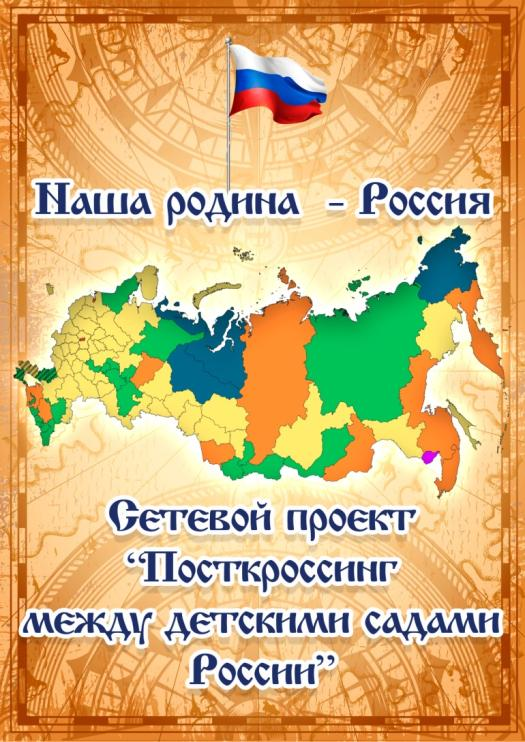 Наша родина - Россия
Сетевой проект
“Посткроссинг
между детскими садами
России”